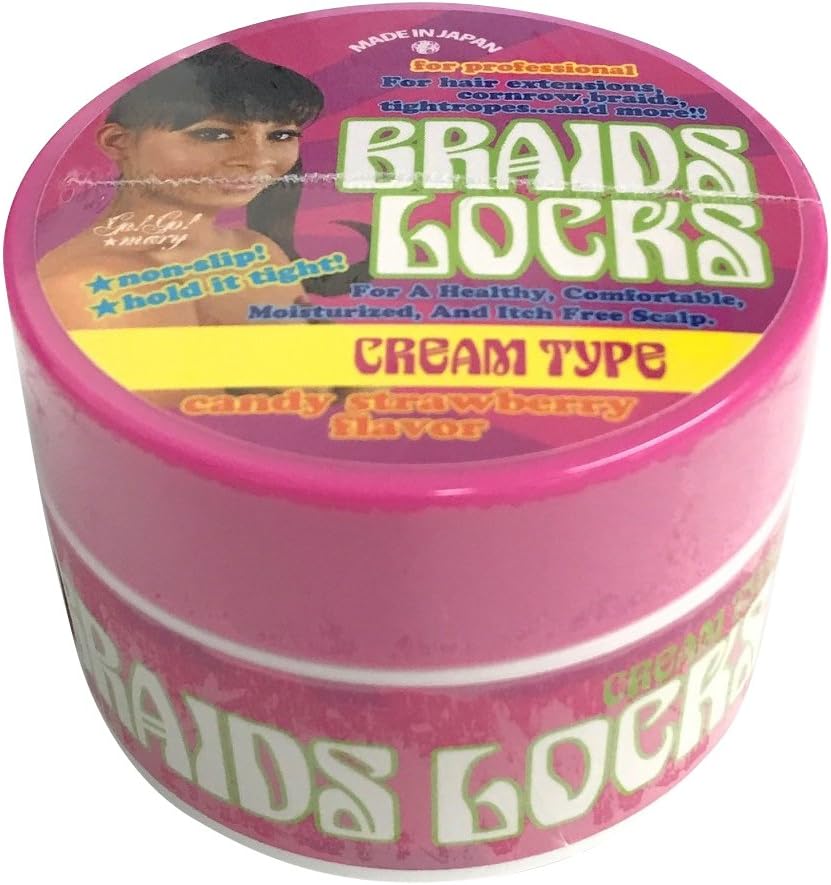 MADE IN JAPAN
for professional
For hair extensions,
cornrow,braids,
tightropes...and more!!
BRAIDS
LOCKS
Go!Go!
★mary
★non-slip!
★hold it tight!
For A Healthy, Comfortable,
Moisturized, And Itch Free Scalp.
CREAM TYPE
candy strawberry
flavor
CREAM
BRAIDS LOCKS